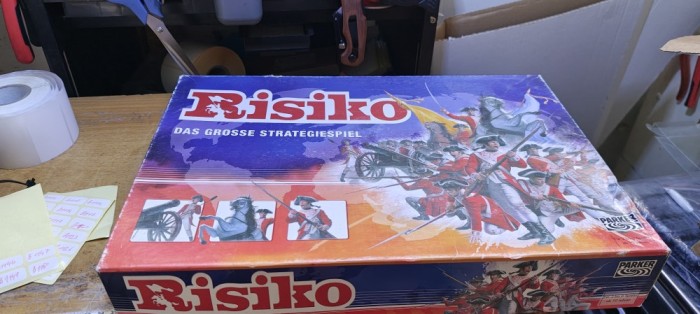 Risiko
DAS GROSSE STRATEGIESPIEL
PARKER
Risiko
PARKER